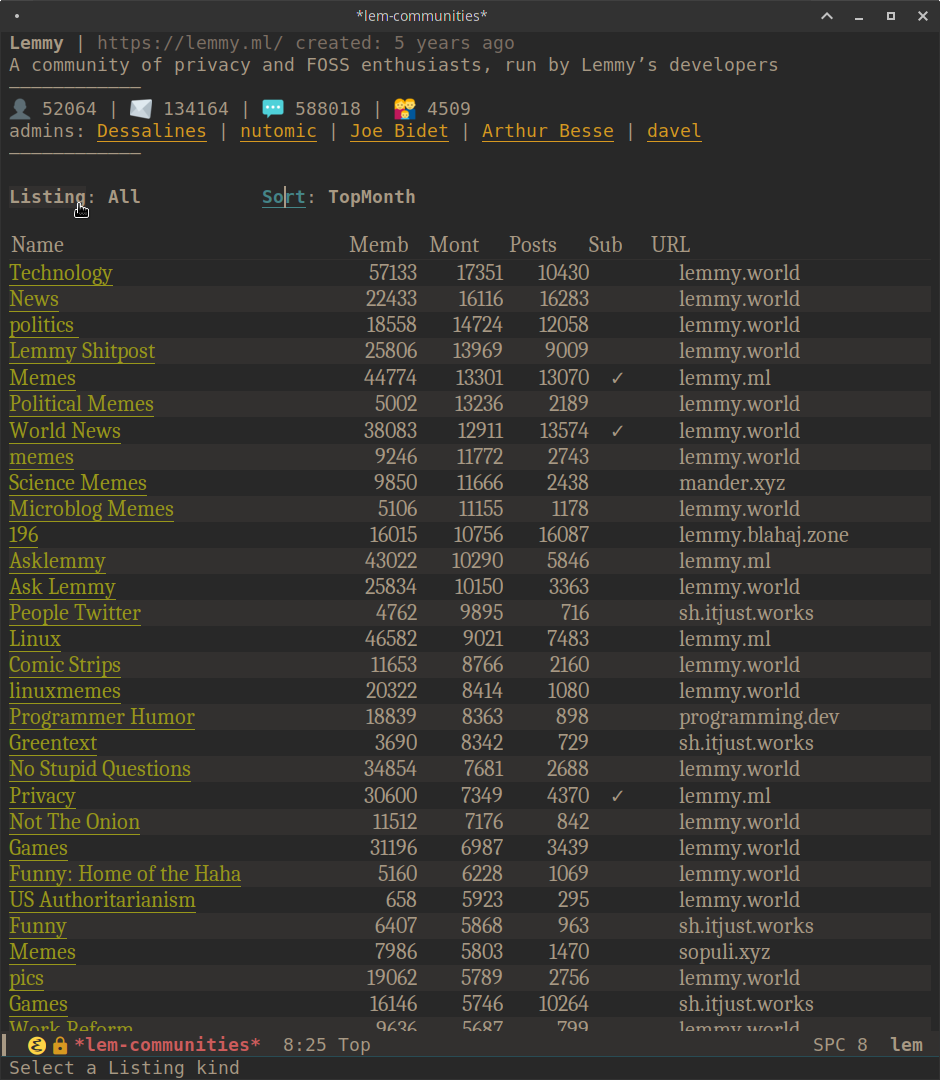 *lem-communities*
Lemmy | https://lemmy.ml/ created: 5 years ago
A community of privacy and FOSS enthusiasts, run by Lemmy’s developers
52064 | 134164 | 588018 | 4509
admins: Dessalines | nutomic | Joe Bidet | Arthur Besse | davel
Listing: All Sort: TopMonth
Name Memb Mont Posts Sub URL
Technology 57133 17351 10430 lemmy.world
News 22433 16116 16283 lemmy.world
politics 18558 14724 12058 lemmy.world
Lemmy Shitpost 25806 13969 9009 lemmy.world
Memes 44774 13301 13070 ✓ lemmy.ml
Political Memes 5002 13236 2189 lemmy.world
World News 38083 12911 13574 ✓ lemmy.world
memes 9246 11772 2743 lemmy.world
Science Memes 9850 11666 2438 mander.xyz
Microblog Memes 5106 11155 1178 lemmy.world
196 16015 10756 16087 lemmy.blahaj.zone
Asklemmy 43022 10290 5846 lemmy.ml
Ask Lemmy 25834 10150 3363 lemmy.world
People Twitter 4762 9895 716 sh.itjust.works
Linux 46582 9021 7483 lemmy.ml
Comic Strips 11653 8766 2160 lemmy.world
linuxmemes 20322 8414 1080 lemmy.world
Programmer Humor 18839 8363 898 programming.dev
Greentext 3690 8342 729 sh.itjust.works
No Stupid Questions 34854 7681 2688 lemmy.world
Privacy 30600 7349 4370 ✓ lemmy.ml
Not The Onion 11512 7176 842 lemmy.world
Games 31196 6987 3439 lemmy.world
Funny: Home of the Haha 5160 6228 1069 lemmy.world
US Authoritarianism 658 5923 295 lemmy.world
Funny 6407 5868 963 sh.itjust.works
Memes 7986 5803 1470 sopuli.xyz
pics 19062 5789 2756 lemmy.world
Games 16146 5746 10264 sh.itjust.works
Work Reform 9636 5687 799 lemmy.world
*lem-communities* 8:25 Top SPC 8 lem
Select a Listing kind